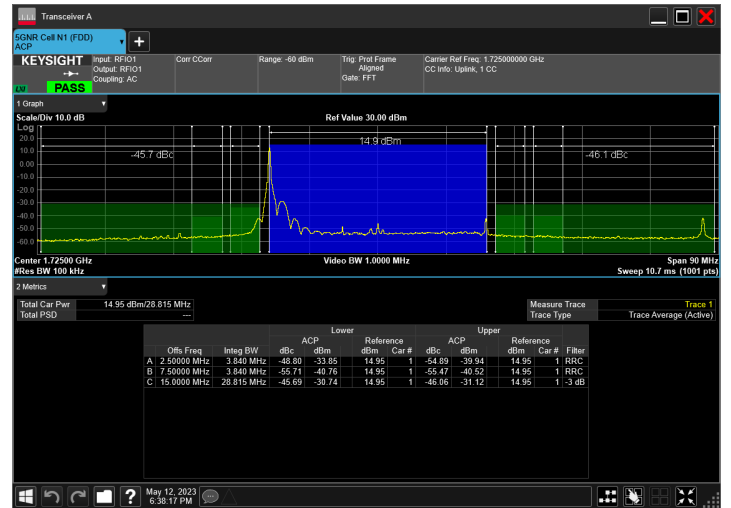 Transceiver A
5GNR Cell N1 (FDD)
ACP
KEYSIGHT
LXI
PASS
Input: RFIO1
Output: RFIO1
Coupling: AC
Corr CCorr
Range: -60 dBm
Trig: Prot Frame
Aligned
Gate: FFT
Carrier Ref Freq: 1.725000000 GHz
CC Info: Uplink, 1 CC
1 Graph
Scale/Div 10.0 dB
Ref Value 30.00 dBm
Log
20.0
10.0
0.00
-10.0
-20.0
-30.0
-40.0
-50.0
-60.0
-45.7 dBc
14.9 dBm
-46.1 dBc
Center 1.72500 GHz
#Res BW 100 kHz
Video BW 1.0000 MHz
Span 90 MHz
Sweep 10.7 ms (1001 pts)
2 Metrics
Total Car Pwr 14.95 dBm/28.815 MHz
Total PSD ---
Measure Trace Trace 1
Trace Type Trace Average (Active)
Lower Upper
ACP Reference ACP Reference
Offs Freq Integ BW dBc dBm dBm Car # dBc dBm dBm Car # Filter
A 2.50000 MHz 3.840 MHz -48.80 -33.85 14.95 1 -54.89 -39.94 14.95 1 RRC
B 7.50000 MHz 3.840 MHz -55.71 -40.76 14.95 1 -55.47 -40.52 14.95 1 RRC
C 15.0000 MHz 28.815 MHz -45.69 -30.74 14.95 1 -46.06 -31.12 14.95 1 -3 dB
?
May 12, 2023
6:38:17 PM